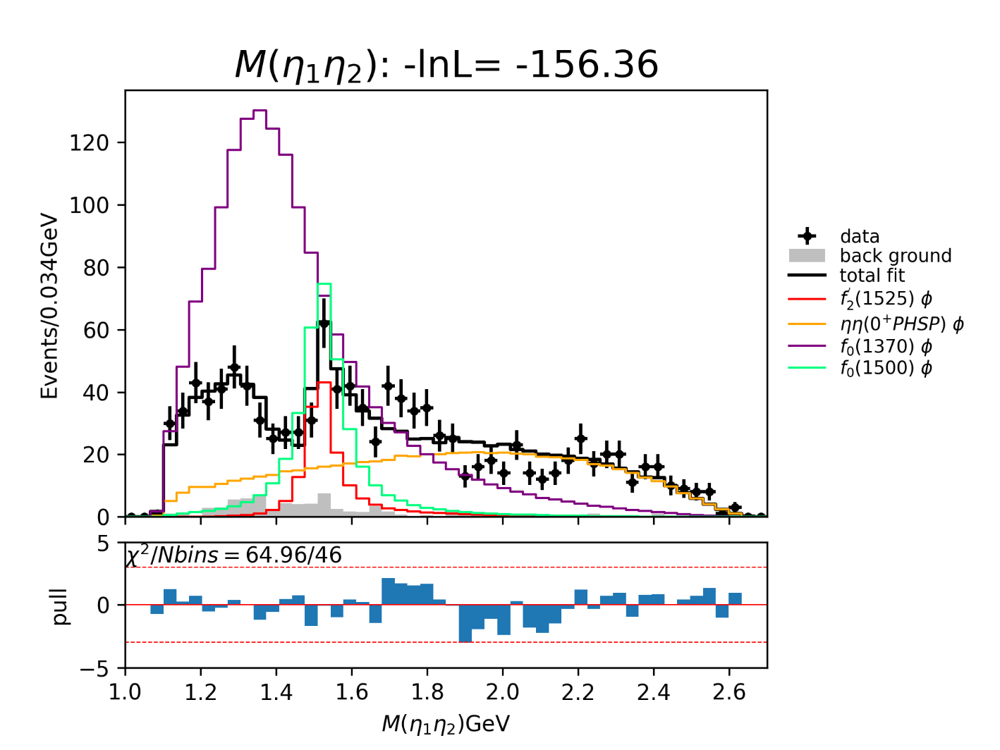 M(η₁η₂): -lnL= -156.36
Events/0.034GeV
120
100
80
60
40
20
0
data
back ground
total fit
f₂′(1525) ϕ
ηη(0⁺PHSP) ϕ
f₀(1370) ϕ
f₀(1500) ϕ
χ²/Nbins = 64.96/46
pull
5
0
−5
1.0 1.2 1.4 1.6 1.8 2.0 2.2 2.4 2.6
M(η₁η₂)GeV